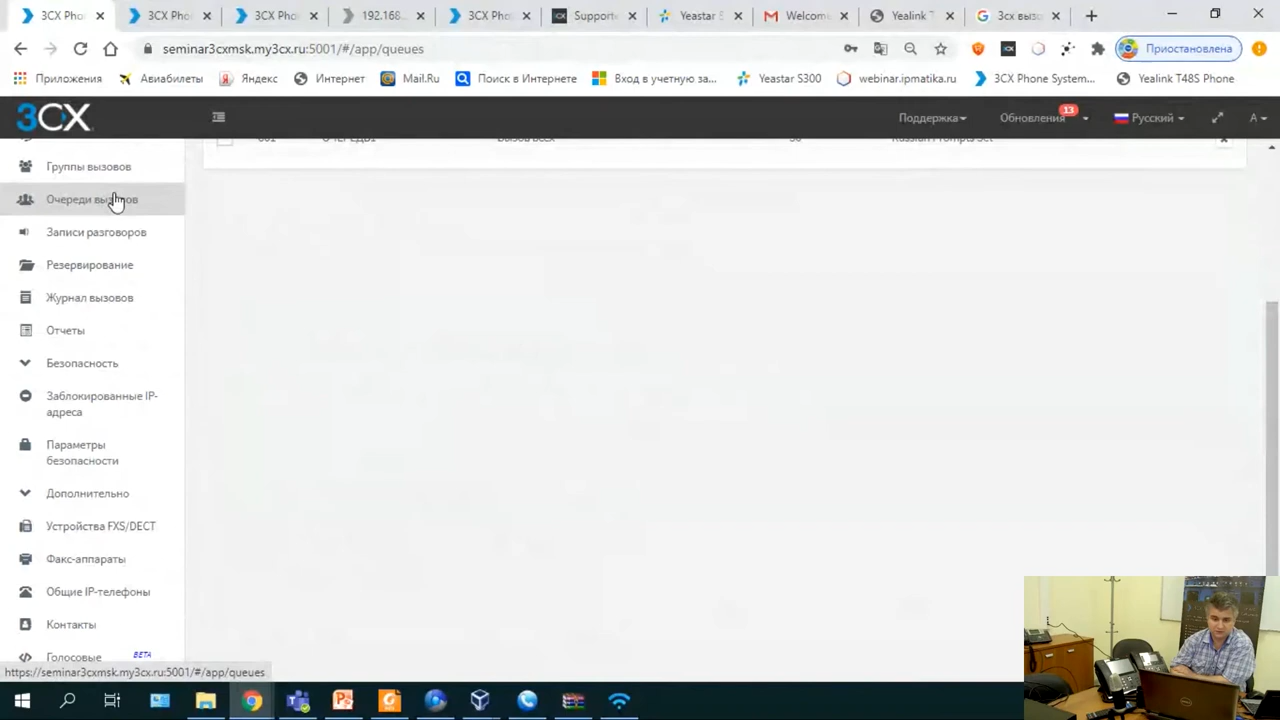 3CX Pho
3CX Pho
3CX Pho
192.168.
3CX Pho
Supporte
Yeastar S
Welcome
Yealink T
3сх вызо
seminar3cxmsk.my3cx.ru:5001/#/app/queues
Приостановлена
Приложения
Авиабилеты
Яндекс
Интернет
Mail.Ru
Поиск в Интернете
Вход в учетную за...
Yeastar S300
webinar.ipmatika.ru
3CX Phone System...
Yealink T48S Phone
3CX
Поддержка
Обновления
13
Русский
A
Группы вызовов
Очереди вызовов
Записи разговоров
Резервирование
Журнал вызовов
Отчеты
Безопасность
Заблокированные IP-
адреса
Параметры
безопасности
Дополнительно
Устройства FXS/DECT
Факс-аппараты
Общие IP-телефоны
Контакты
Голосовые
BETA
https://seminar3cxmsk.my3cx.ru:5001/#/app/queues